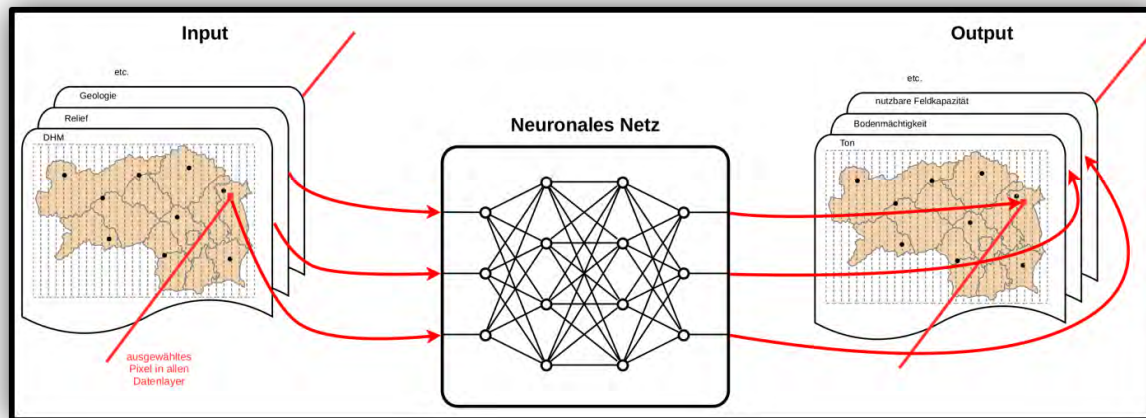 Input
etc.
Geologie
Relief
DHM
ausgewähltes
Pixel in allen
Datenlayer
Neuronales Netz
Output
etc.
nutzbare Feldkapazität
Bodenmächtigkeit
Ton